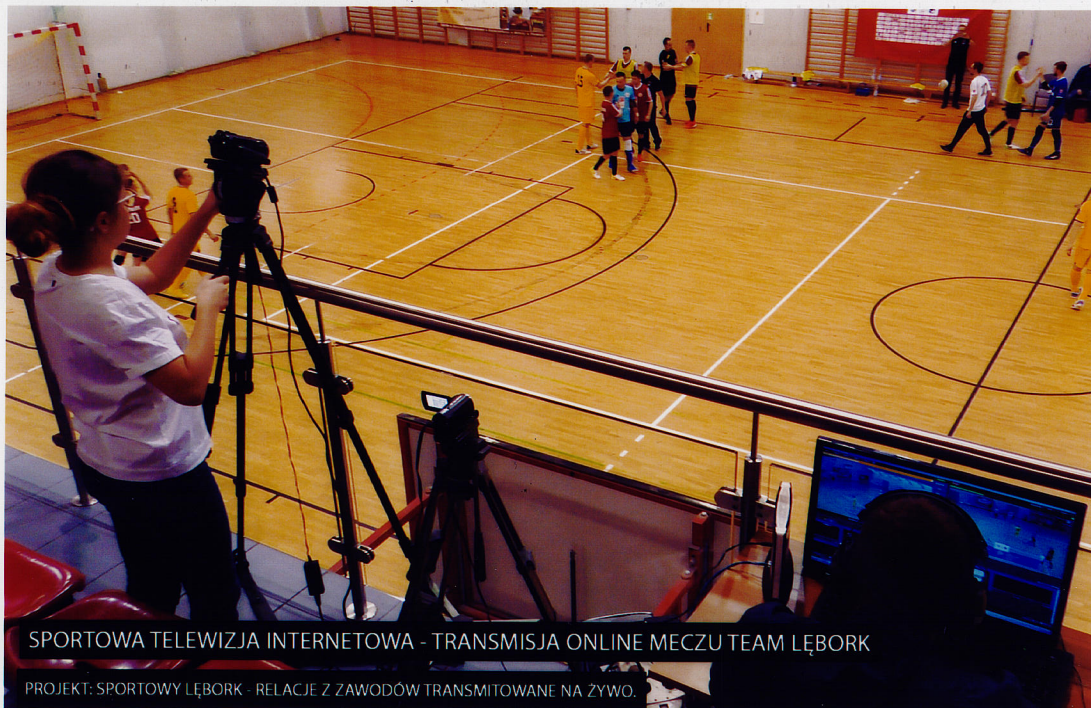 SPORTOWA TELEWIZJA INTERNETOWA - TRANSMISJA ONLINE MECZU TEAM LĘBORK
PROJEKT: SPORTOWY LĘBORK - RELACJE Z ZAWODÓW TRANSMITOWANE NA ŻYWO.